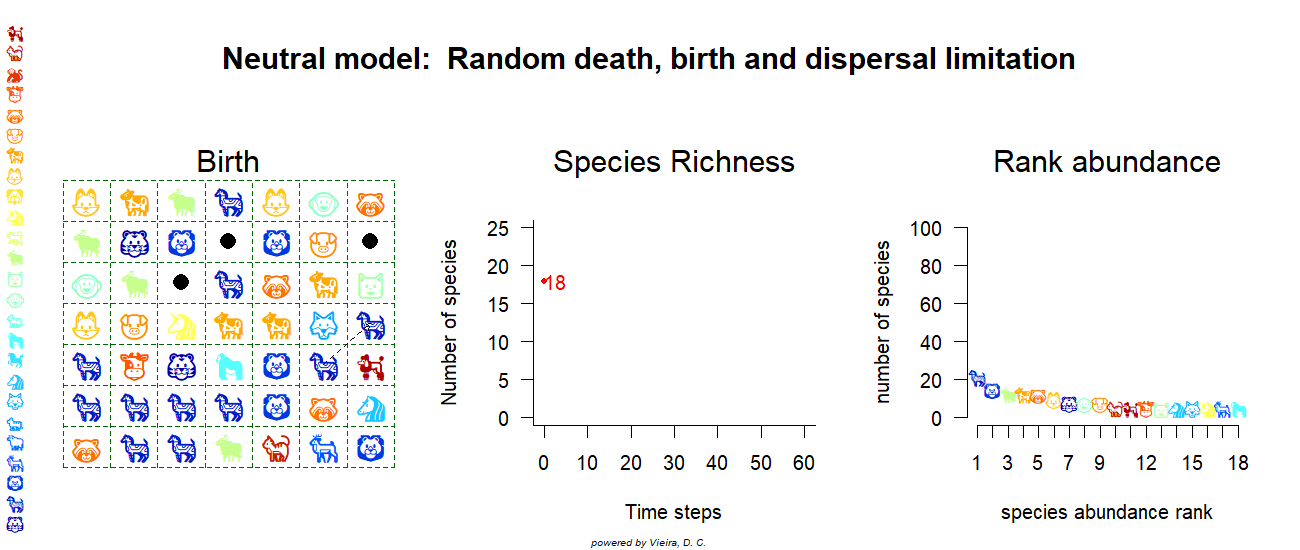 Neutral model:  Random death, birth and dispersal limitation
Birth
Species Richness
Rank abundance
Number of species
25
20
15
10
5
0
18
0 10 20 30 40 50 60
Time steps
number of species
100
80
60
40
20
0
1 3 5 7 9 12 15 18
species abundance rank
powered by Vieira, D. C.